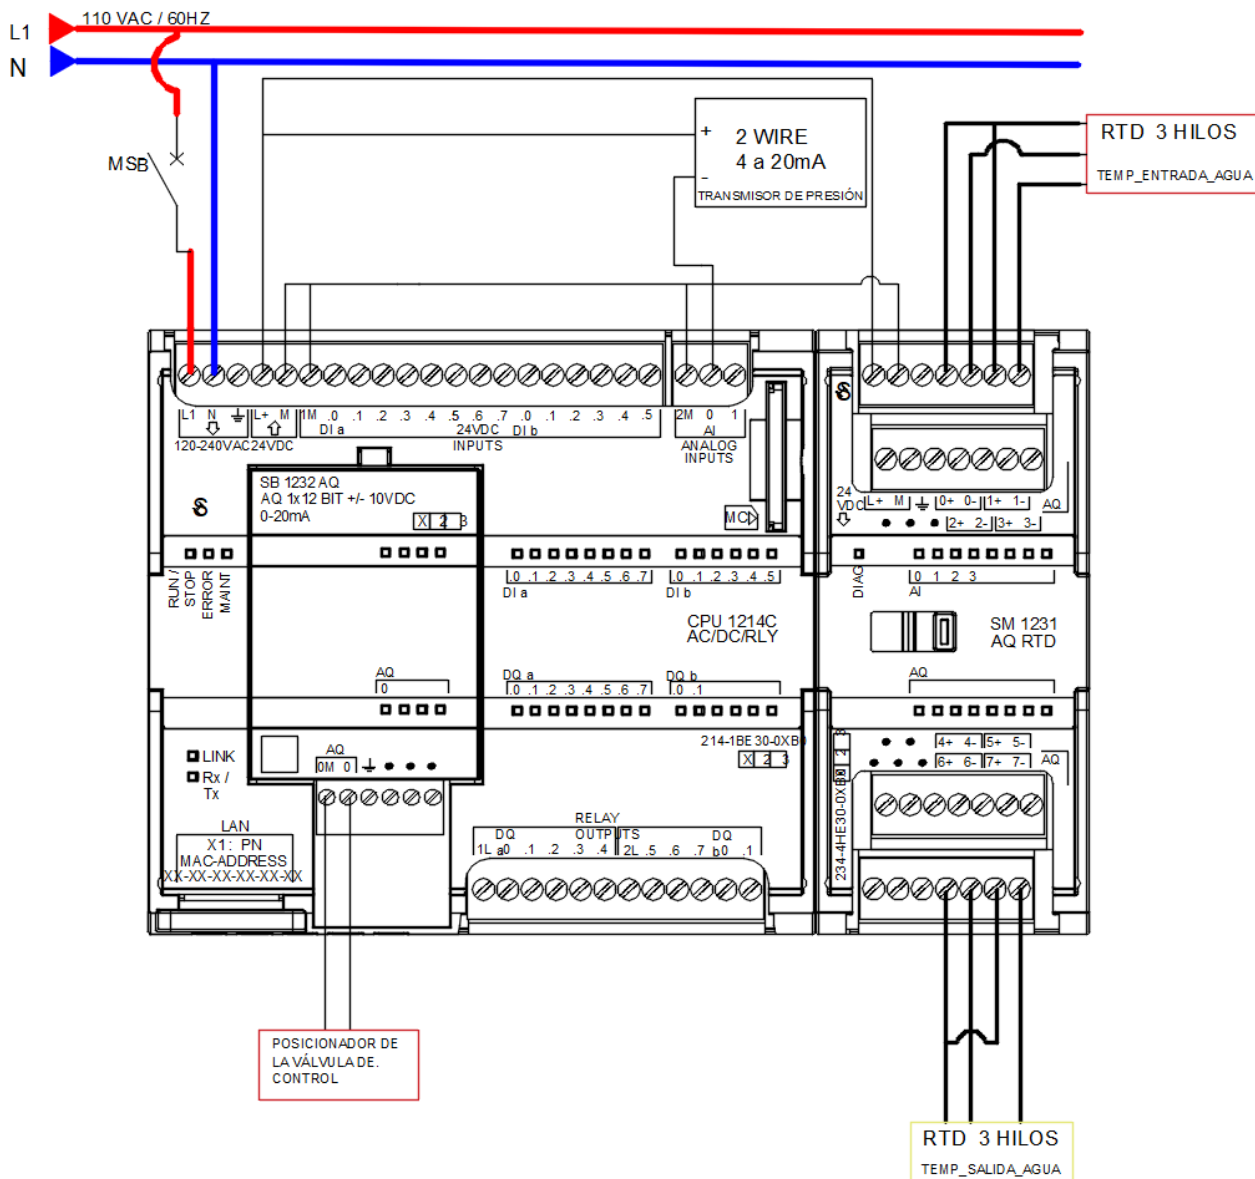 110 VAC / 60HZ
L1
N
MSB
+
2 WIRE
4 a 20mA
-
TRANSMISOR DE PRESIÓN
RTD 3 HILOS
TEMP_ENTRADA_AGUA
L1 N L+ M 1M .0 .1 .2 .3 .4 .5 .6 .7 .0 .1 .2 .3 .4 .5 2M 0 1
DI a 24VDC DI b AI
120-240VAC 24VDC INPUTS ANALOG
INPUTS
SB 1232 AQ
AQ 1x12 BIT +/- 10VDC
0-20mA
X 2 3
MC
24
VDC
L+ M 0+ 0- 1+ 1- AQ
2+ 2- 3+ 3-
RUN /
STOP
ERROR
MAINT
.0 .1 .2 .3 .4 .5 .6 .7 .0 .1 .2 .3 .4 .5
DI a DI b
DIAG
0 1 2 3
AI
CPU 1214C
AC/DC/RLY
SM 1231
AQ RTD
AQ
0
DQ a DQ b
.0 .1 .2 .3 .4 .5 .6 .7 .0 .1
AQ
LINK
Rx /
Tx
AQ
0M 0
214-1BE30-0XB0
X 2 3
4+ 4- 5+ 5-
6+ 6- 7+ 7- AQ
234-4HE30-0XB0
2 3
LAN
X1: PN
MAC-ADDRESS
XX-XX-XX-XX-XX-XX
RELAY
OUTPUTS
DQ a DQ b
1L .0 .1 .2 .3 .4 2L .5 .6 .7 .0 .1
POSICIONADOR DE
LA VÁLVULA DE.
CONTROL
RTD 3 HILOS
TEMP_SALIDA_AGUA